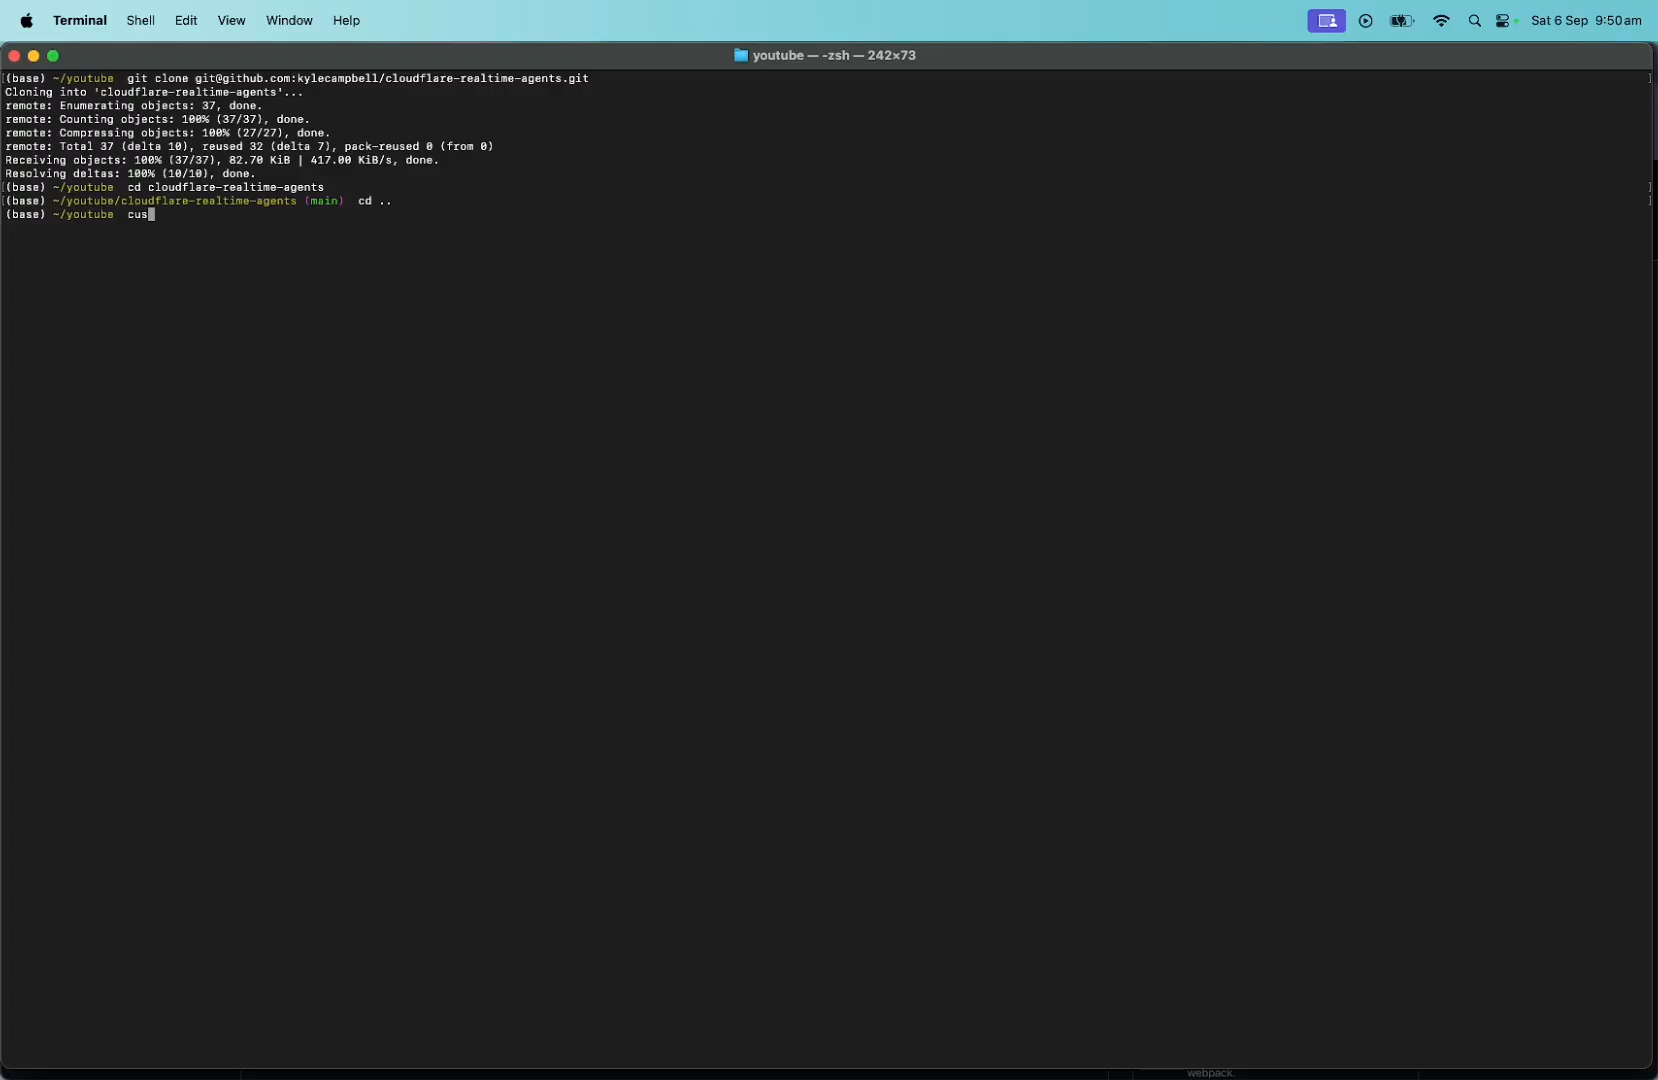 Terminal Shell Edit View Window Help Sat 6 Sep 9:50am
youtube — -zsh — 242×73
[(base) ~/youtube git clone git@github.com:kylecampbell/cloudflare-realtime-agents.git ]
Cloning into 'cloudflare-realtime-agents'...
remote: Enumerating objects: 37, done.
remote: Counting objects: 100% (37/37), done.
remote: Compressing objects: 100% (27/27), done.
remote: Total 37 (delta 10), reused 32 (delta 7), pack-reused 0 (from 0)
Receiving objects: 100% (37/37), 82.70 KiB | 417.00 KiB/s, done.
Resolving deltas: 100% (10/10), done.
[(base) ~/youtube cd cloudflare-realtime-agents ]
[(base) ~/youtube/cloudflare-realtime-agents (main) cd .. ]
(base) ~/youtube cus
webpack.